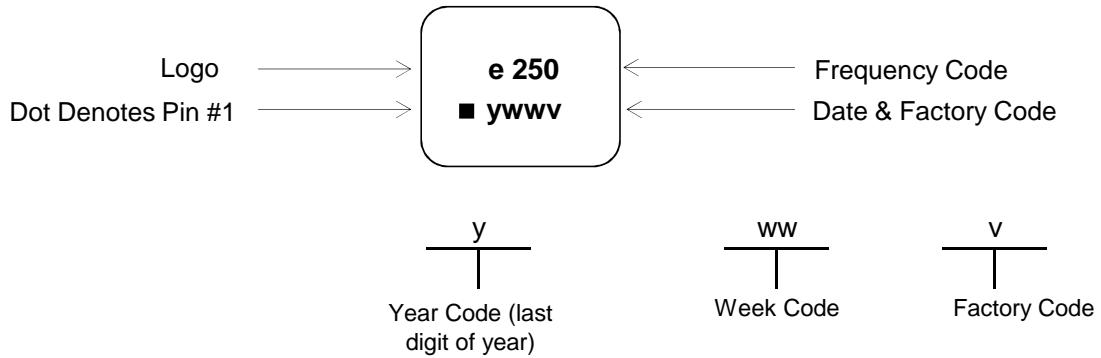 Logo
e 250
Frequency Code
Dot Denotes Pin #1
■ ywwv
Date & Factory Code
y
ww
v
Year Code (last
digit of year)
Week Code
Factory Code